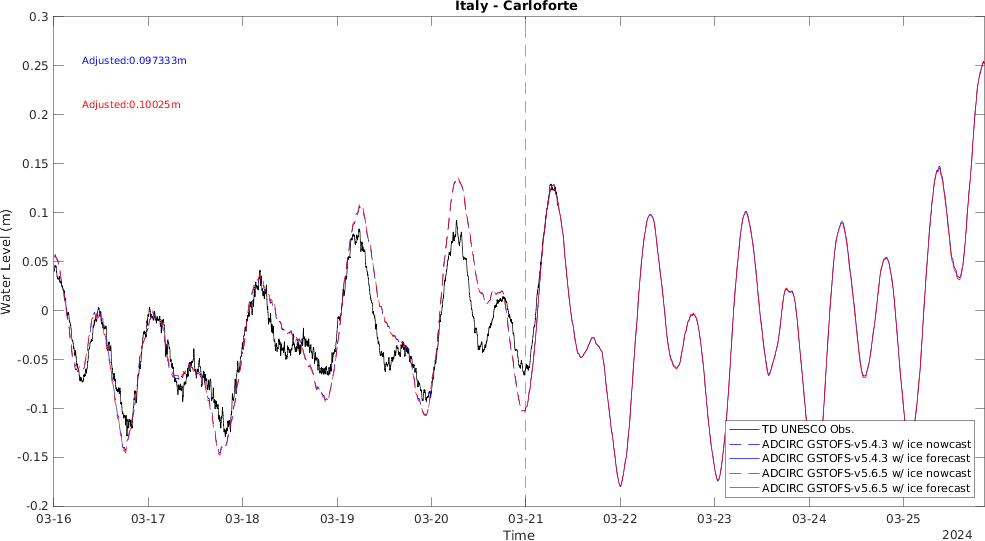 Italy - Carloforte
0.3
0.25
0.2
0.15
0.1
0.05
0
-0.05
-0.1
-0.15
-0.2
Water Level (m)
Adjusted:0.097333m
Adjusted:0.10025m
TD UNESCO Obs.
ADCIRC GSTOFS-v5.4.3 w/ ice nowcast
ADCIRC GSTOFS-v5.4.3 w/ ice forecast
ADCIRC GSTOFS-v5.6.5 w/ ice nowcast
ADCIRC GSTOFS-v5.6.5 w/ ice forecast
03-16 03-17 03-18 03-19 03-20 03-21 03-22 03-23 03-24 03-25
Time
2024